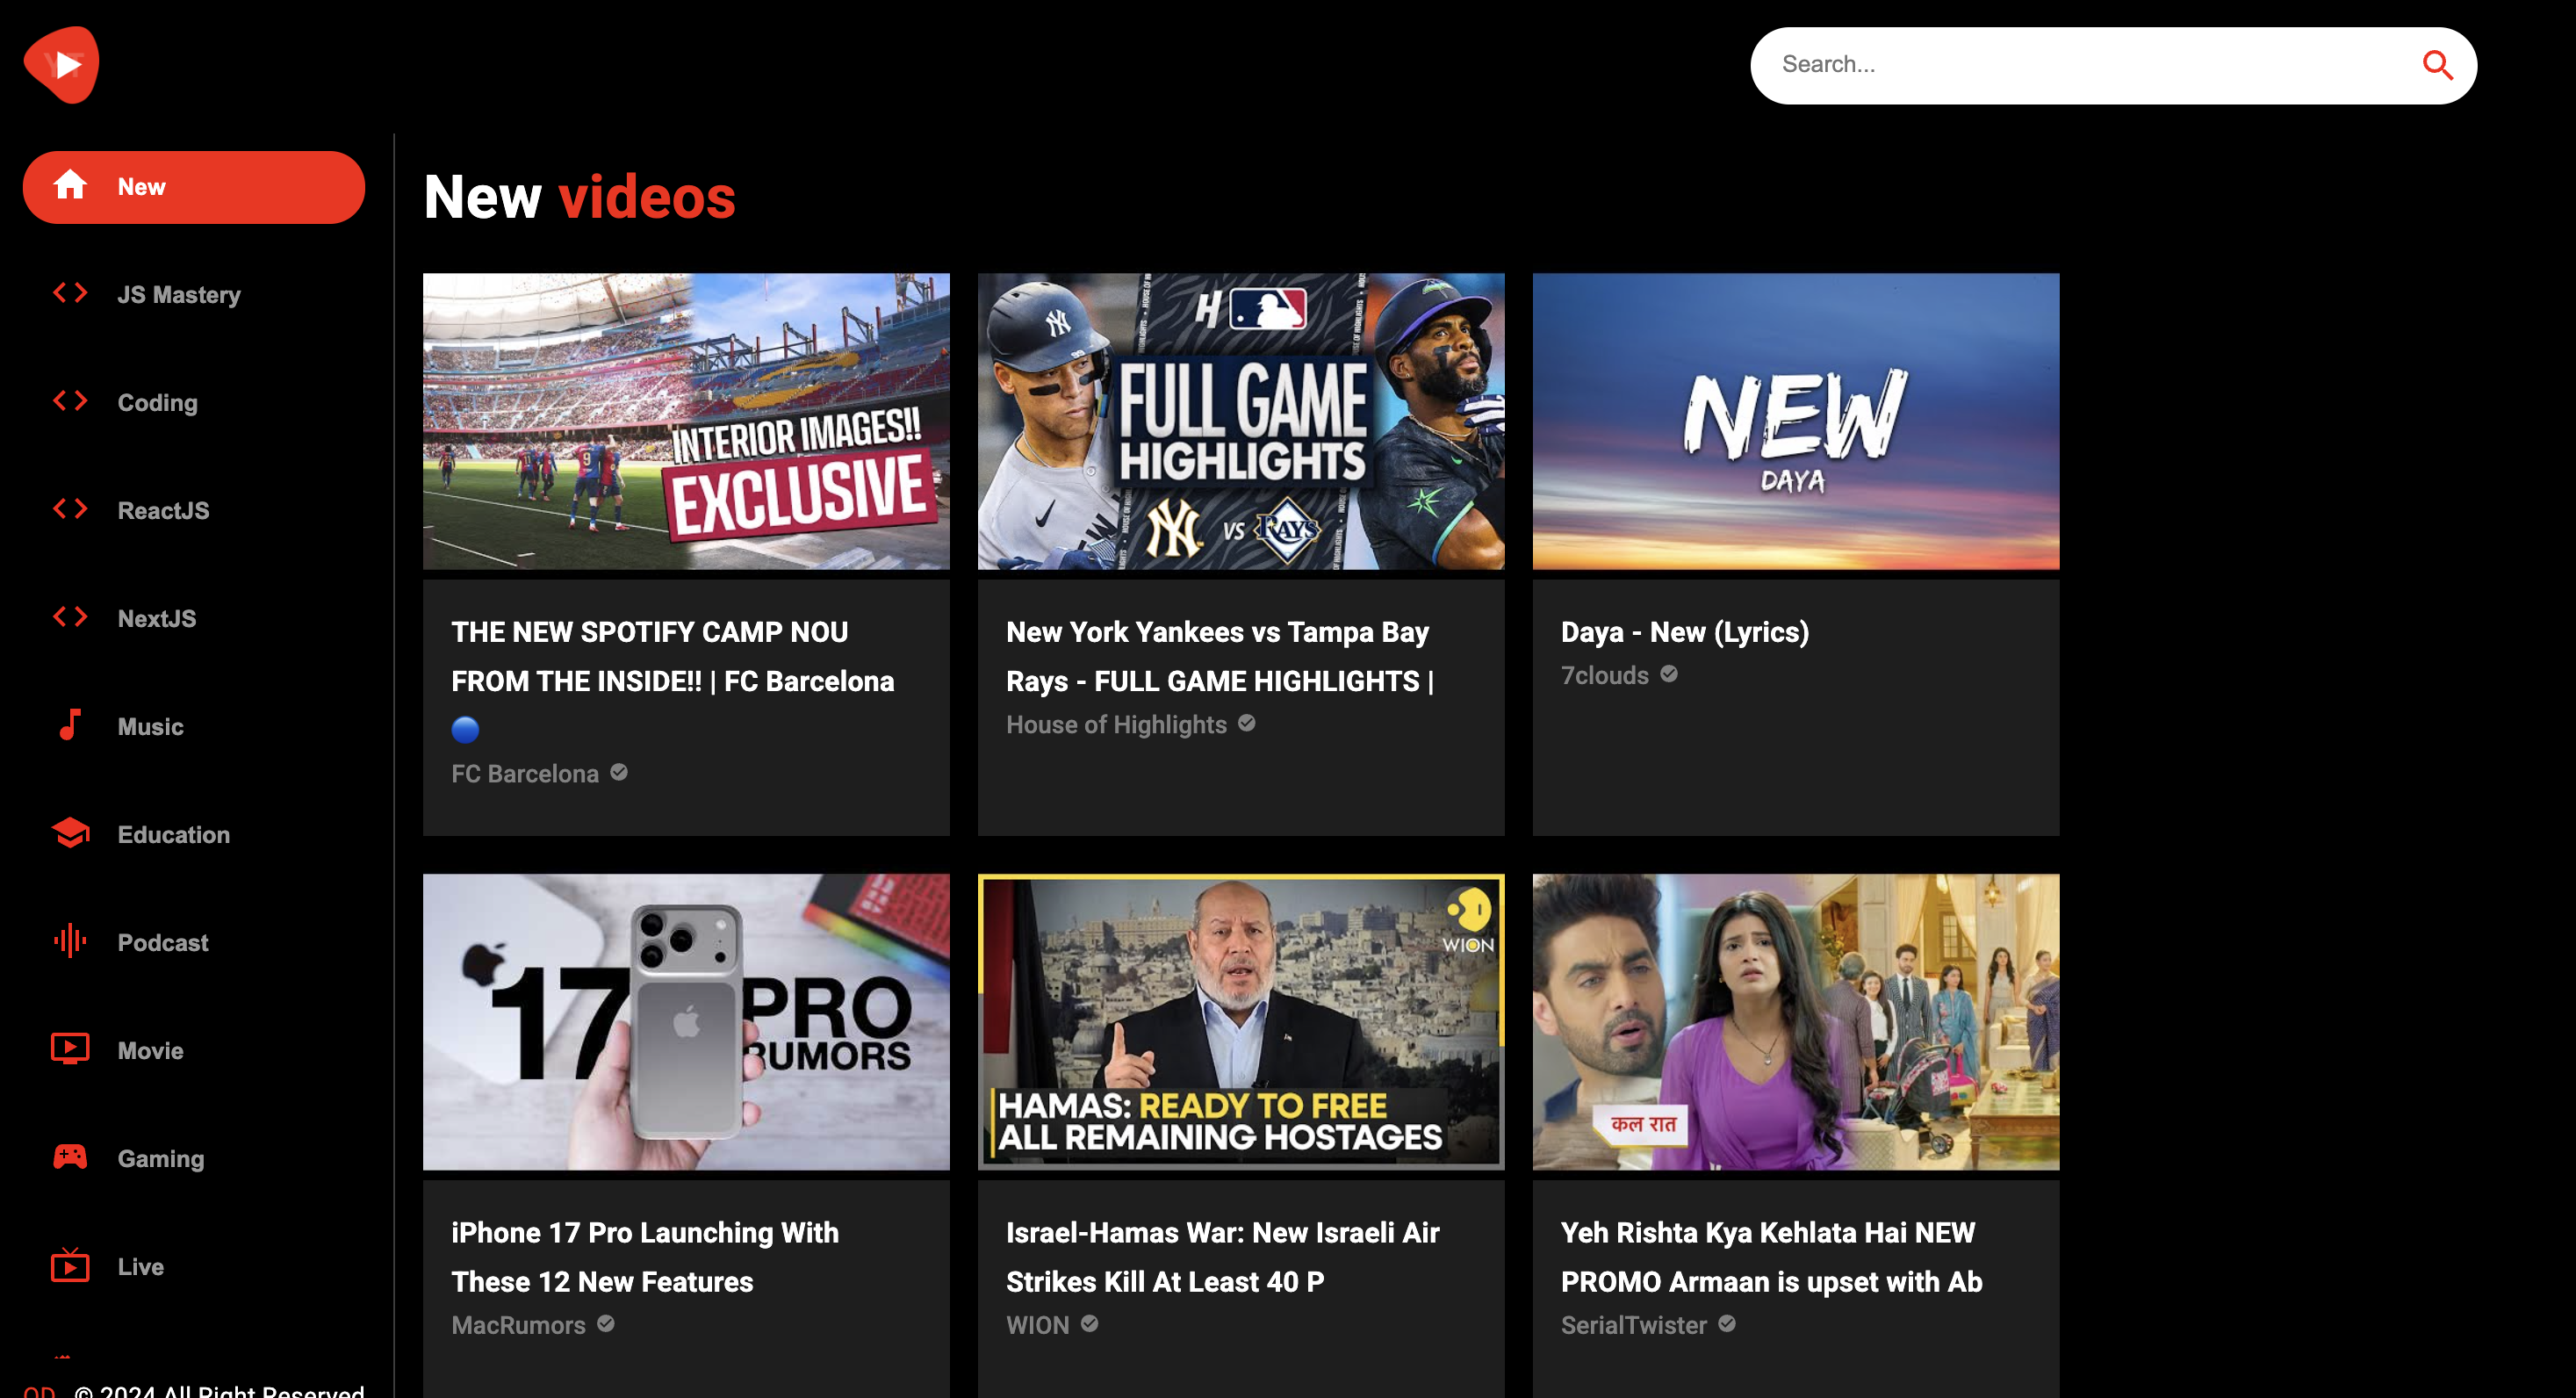 YT
Search...
New
JS Mastery
Coding
ReactJS
NextJS
Music
Education
Podcast
Movie
Gaming
Live
OD © 2024 All Right Reserved
New videos
INTERIOR IMAGES!!
EXCLUSIVE
THE NEW SPOTIFY CAMP NOU
FROM THE INSIDE!! | FC Barcelona
🔵
FC Barcelona
H
FULL GAME
HIGHLIGHTS
NY VS RAYS
New York Yankees vs Tampa Bay
Rays - FULL GAME HIGHLIGHTS |
House of Highlights
NEW
DAYA
Daya - New (Lyrics)
7clouds
17 PRO
RUMORS
iPhone 17 Pro Launching With
These 12 New Features
MacRumors
WION
HAMAS: READY TO FREE
ALL REMAINING HOSTAGES
Israel-Hamas War: New Israeli Air
Strikes Kill At Least 40 P
WION
कल रात
Yeh Rishta Kya Kehlata Hai NEW
PROMO Armaan is upset with Ab
SerialTwister